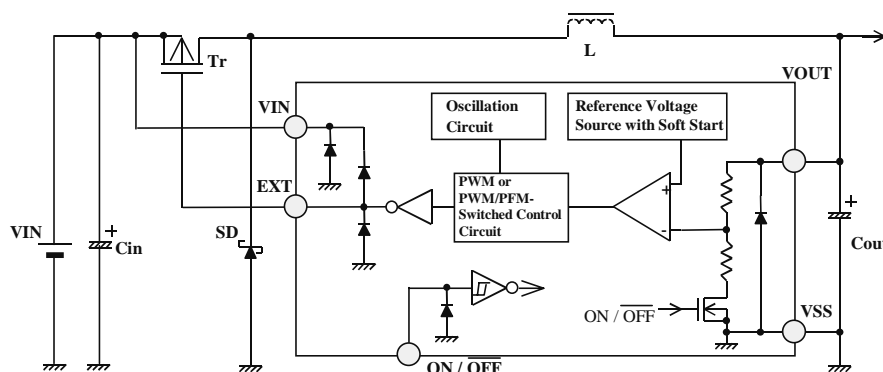 L
Tr
VOUT
VIN
Oscillation
Circuit
Reference Voltage
Source with Soft Start
EXT
PWM or
PWM/PFM-
Switched Control
Circuit
+
-
VIN
+
Cin
SD
+
Cout
ON / OFF
VSS
ON / OFF